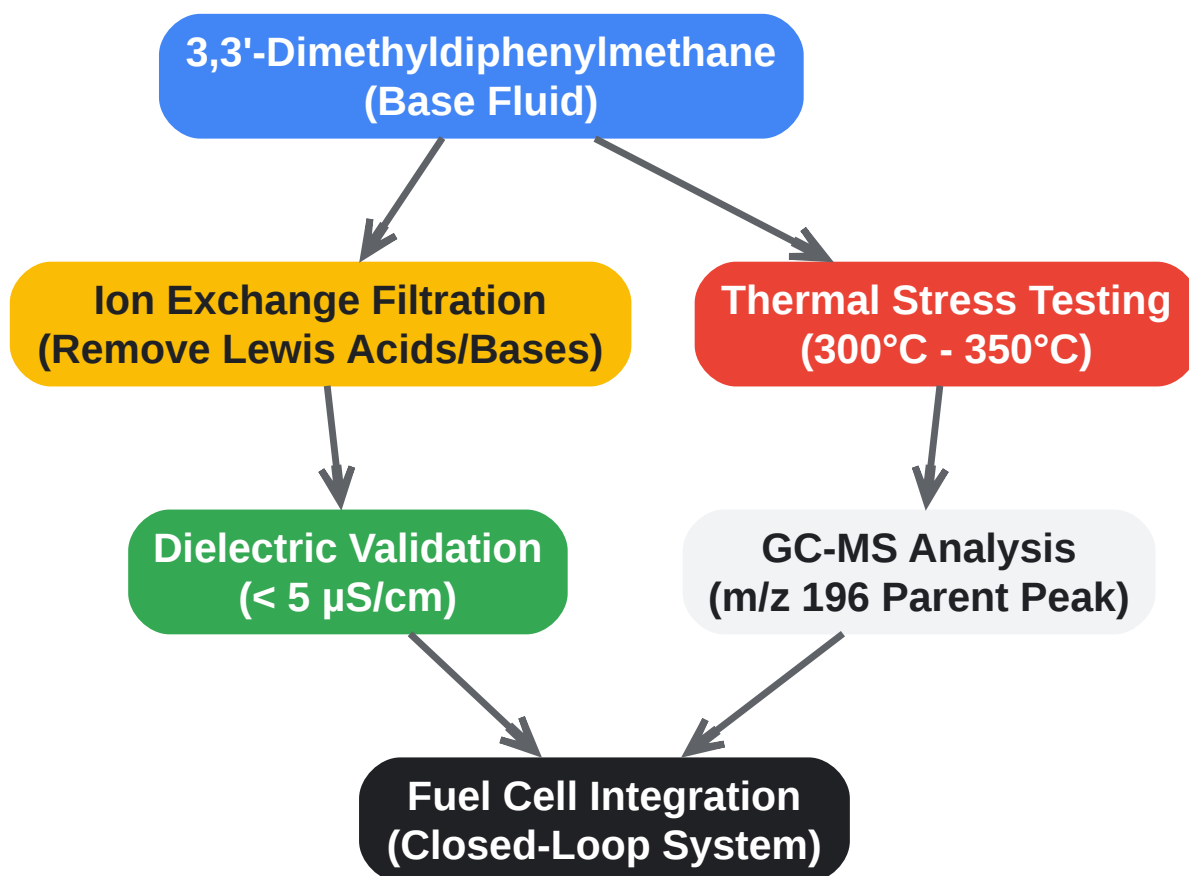 3,3'-Dimethyldiphenylmethane
(Base Fluid)
Ion Exchange Filtration
(Remove Lewis Acids/Bases)
Thermal Stress Testing
(300°C - 350°C)
Dielectric Validation
(< 5 µS/cm)
GC-MS Analysis
(m/z 196 Parent Peak)
Fuel Cell Integration
(Closed-Loop System)